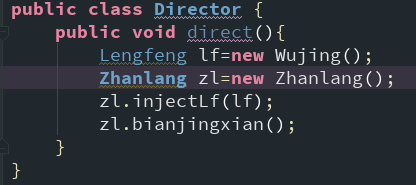 public class Director {
public void direct(){
Lengfeng lf=new Wujing();
Zhanlang zl=new Zhanlang();
zl.injectLf(lf);
zl.bianjingxian();
}
}